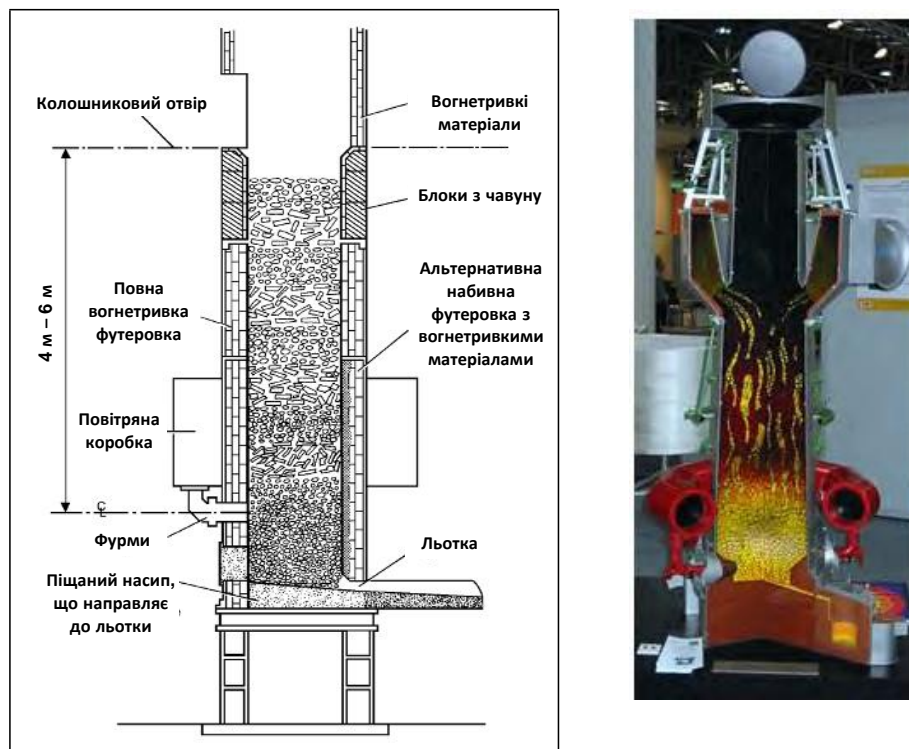 Колошниковий отвір
Вогнетривкі
матеріали
Блоки з чавуну
4 м – 6 м
Повна
вогнетривка
футеровка
Альтернативна
набивна
футеровка з
вогнетривкими
матеріалами
Повітряна
коробка
Фурми
Льотка
Піщаний насип,
що направляє
до льотки